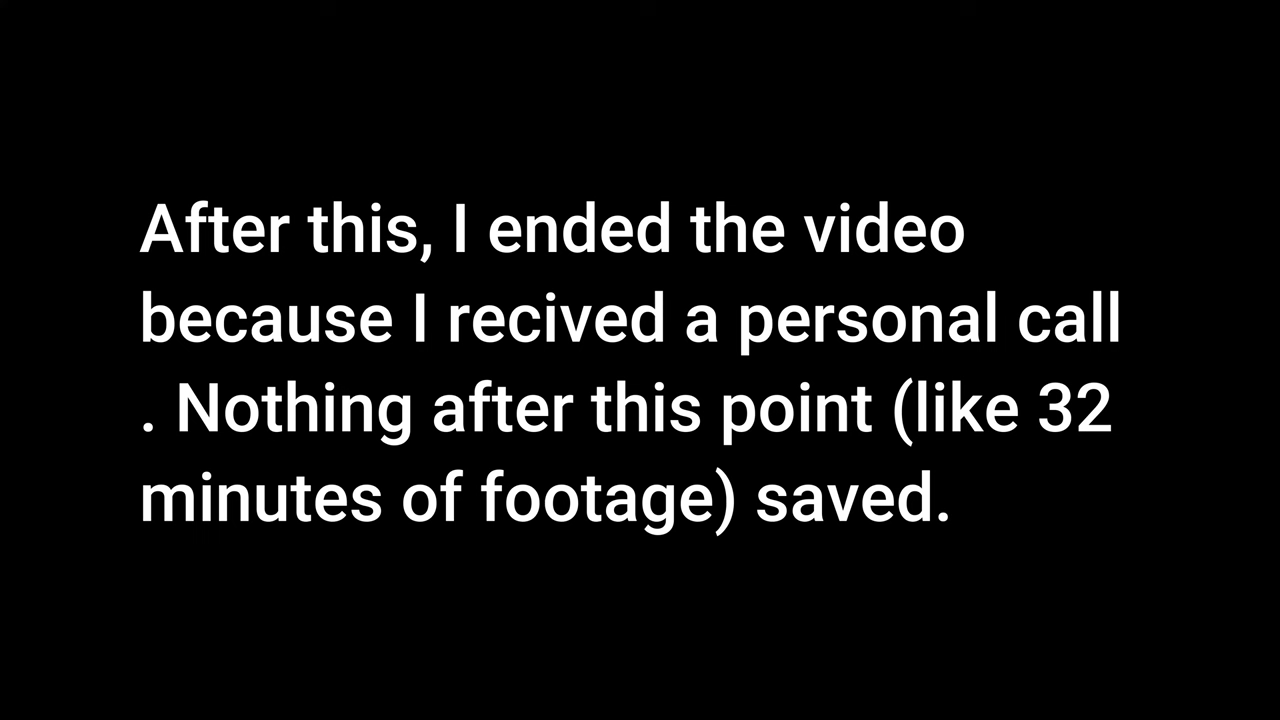 After this, I ended the video
because I recived a personal call
. Nothing after this point (like 32
minutes of footage) saved.